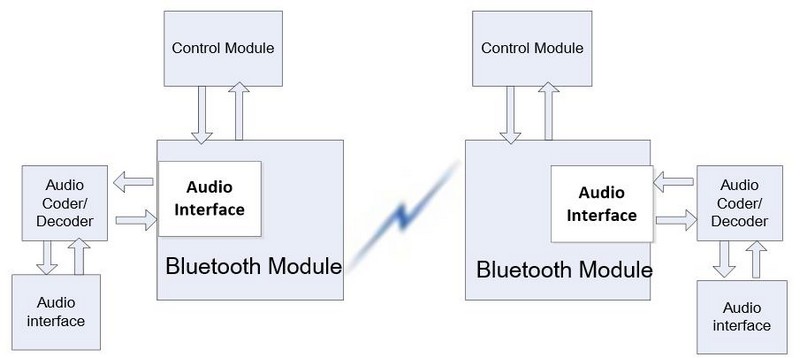 Control Module
Audio
Interface
Audio
Coder/
Decoder
Bluetooth Module
Audio
interface
Control Module
Audio
Interface
Audio
Coder/
Decoder
Bluetooth Module
Audio
interface